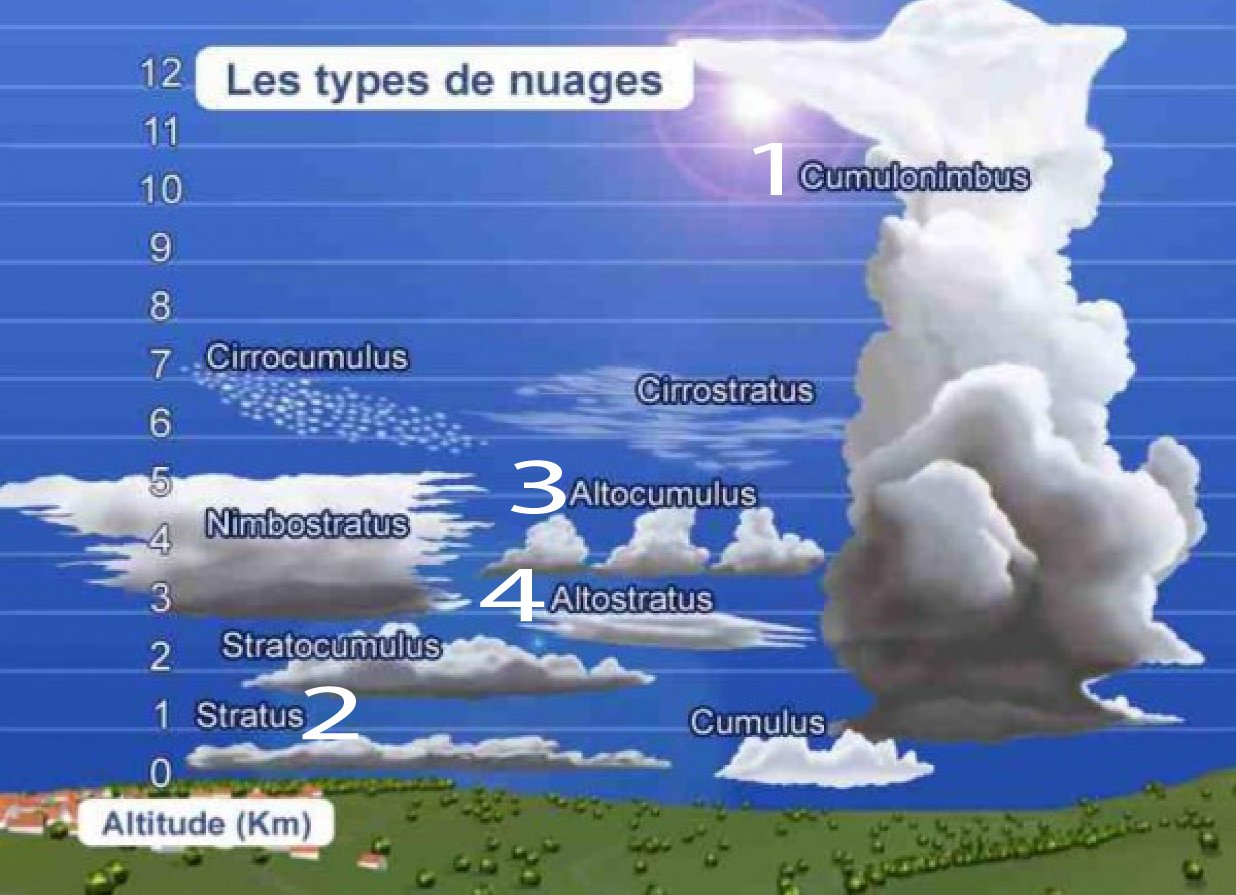 Les types de nuages
12
11
10
9
8
7
6
5
4
3
2
1
0
1 Cumulonimbus
Cirrocumulus
Cirrostratus
3 Altocumulus
Nimbostratus
4 Altostratus
Stratocumulus
Stratus 2
Cumulus
Altitude (Km)